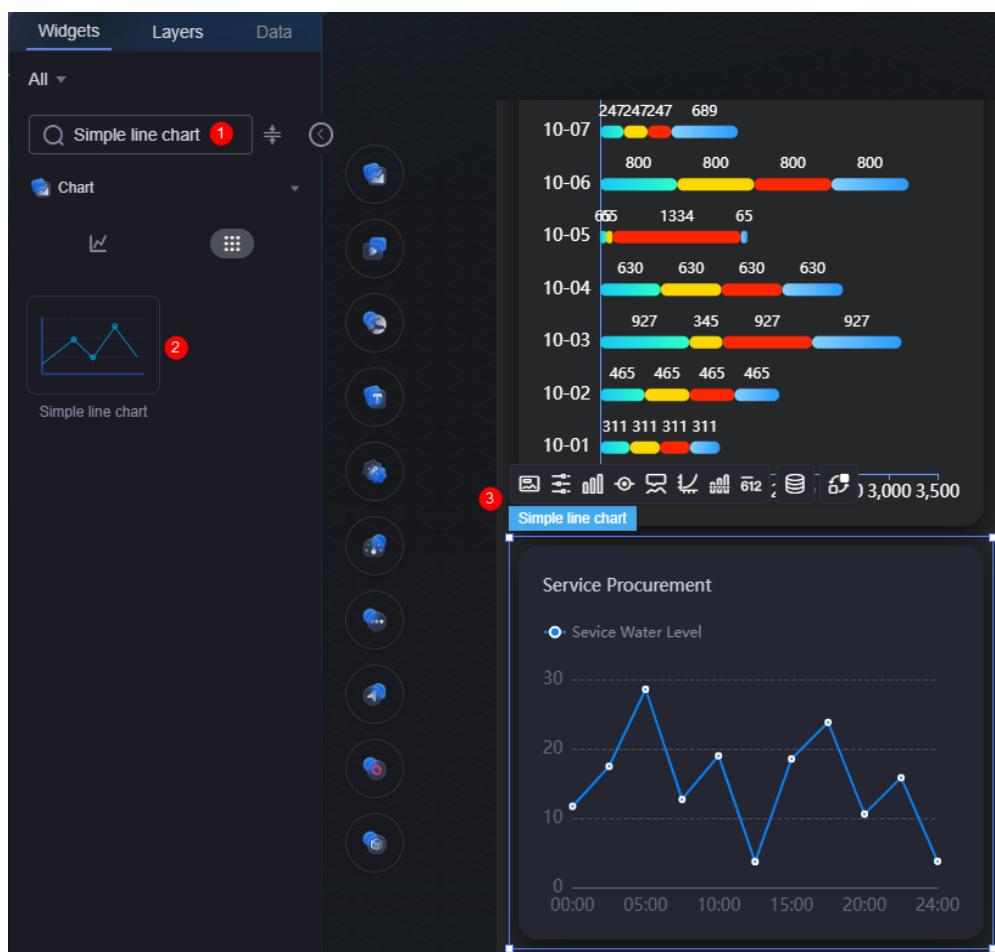 Widgets Layers Data
All
Simple line chart 1
Chart
2
Simple line chart
247 247 247 689
10-07
800 800 800 800
10-06
65 65 1334 65
10-05
630 630 630 630
10-04
927 345 927 927
10-03
465 465 465 465
10-02
311 311 311 311
10-01
612
3,000 3,500
3
Simple line chart
Service Procurement
Sevice Water Level
30
20
10
0
00:00 05:00 10:00 15:00 20:00 24:00